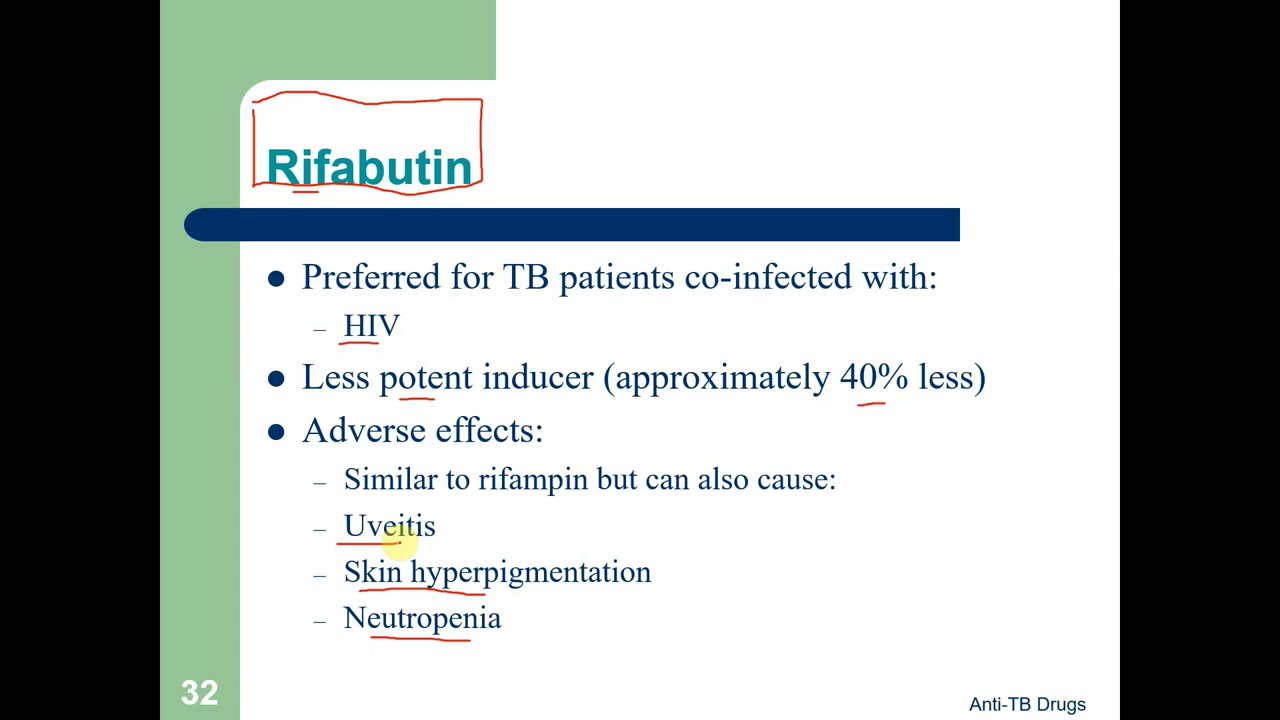 Rifabutin
● Preferred for TB patients co-infected with:
– HIV
● Less potent inducer (approximately 40% less)
● Adverse effects:
– Similar to rifampin but can also cause:
– Uveitis
– Skin hyperpigmentation
– Neutropenia
32
Anti-TB Drugs